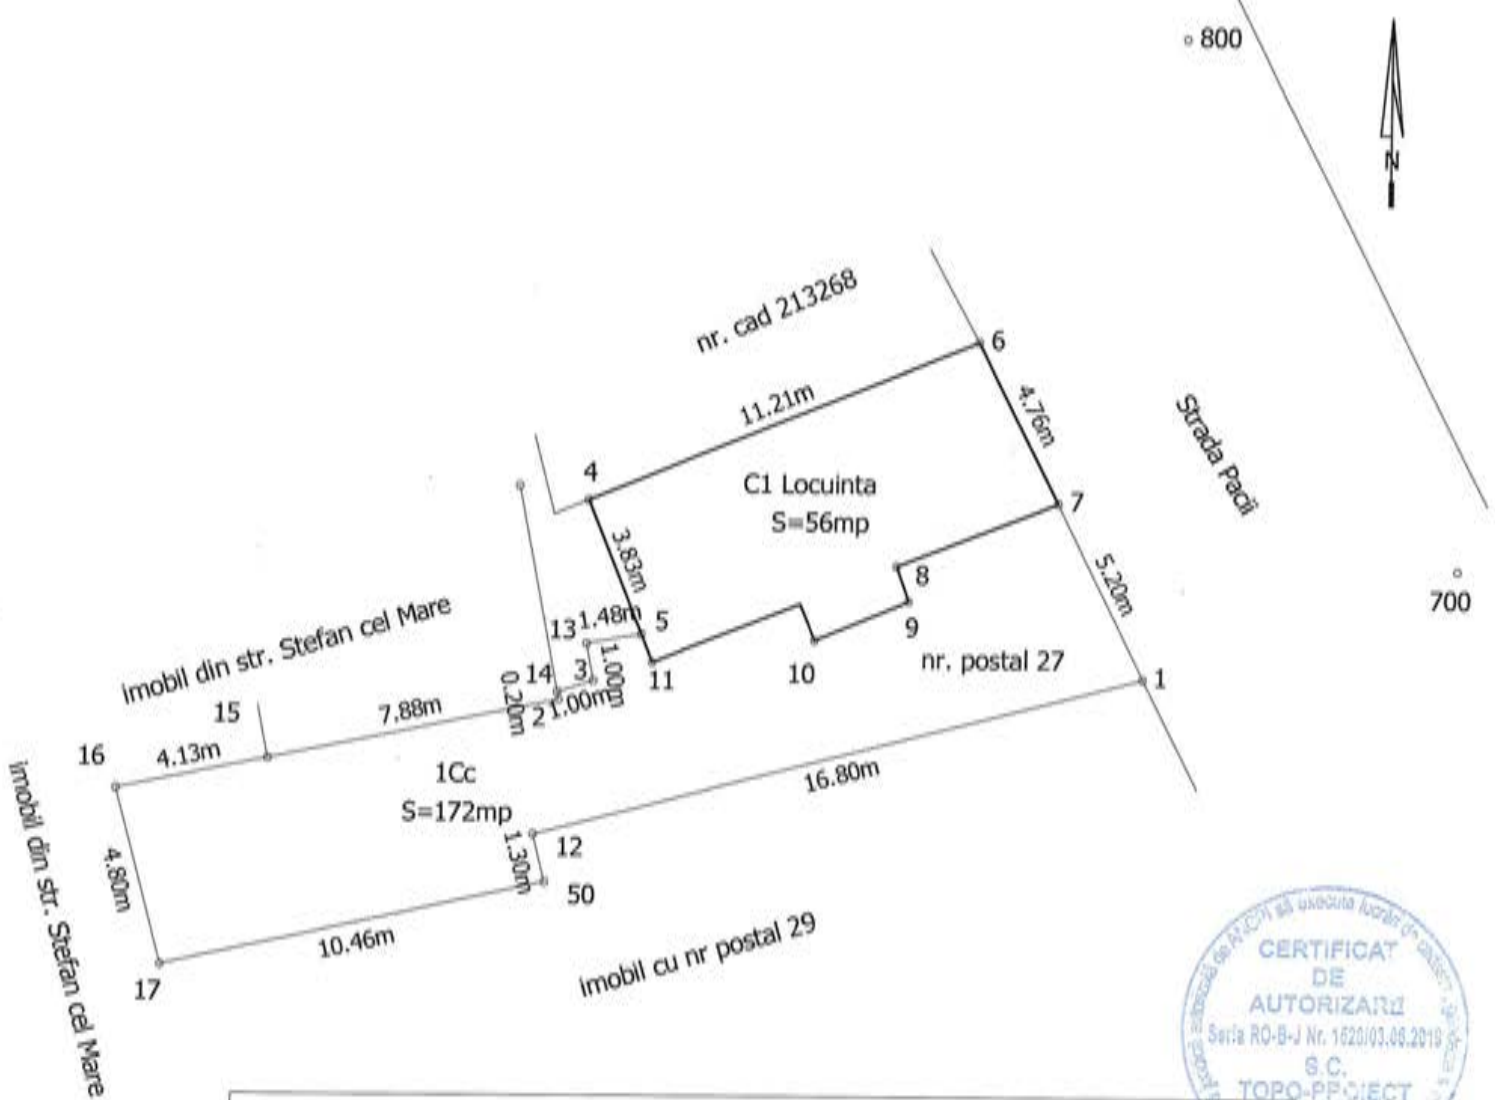 800
N
nr. cad 213268
6
11.21m
4.76m
Strada Pacii
4
C1 Locuinta
S=56mp
7
3.83m
8
5.20m
700
imobil din str. Stefan cel Mare
13
1.48m
5
9
nr. postal 27
14
3
1.00m
11
10
1
0.20m
2
1.00m
15
7.88m
16
4.13m
1Cc
S=172mp
16.80m
12
1.30m
50
4.80m
imobil din str. Stefan cel Mare
10.46m
17
imobil cu nr postal 29
CERTIFICAT
DE
AUTORIZARE
Seria RO-B-J Nr. 1620/03.06.2019
S.C.
TOPO-PROIECT